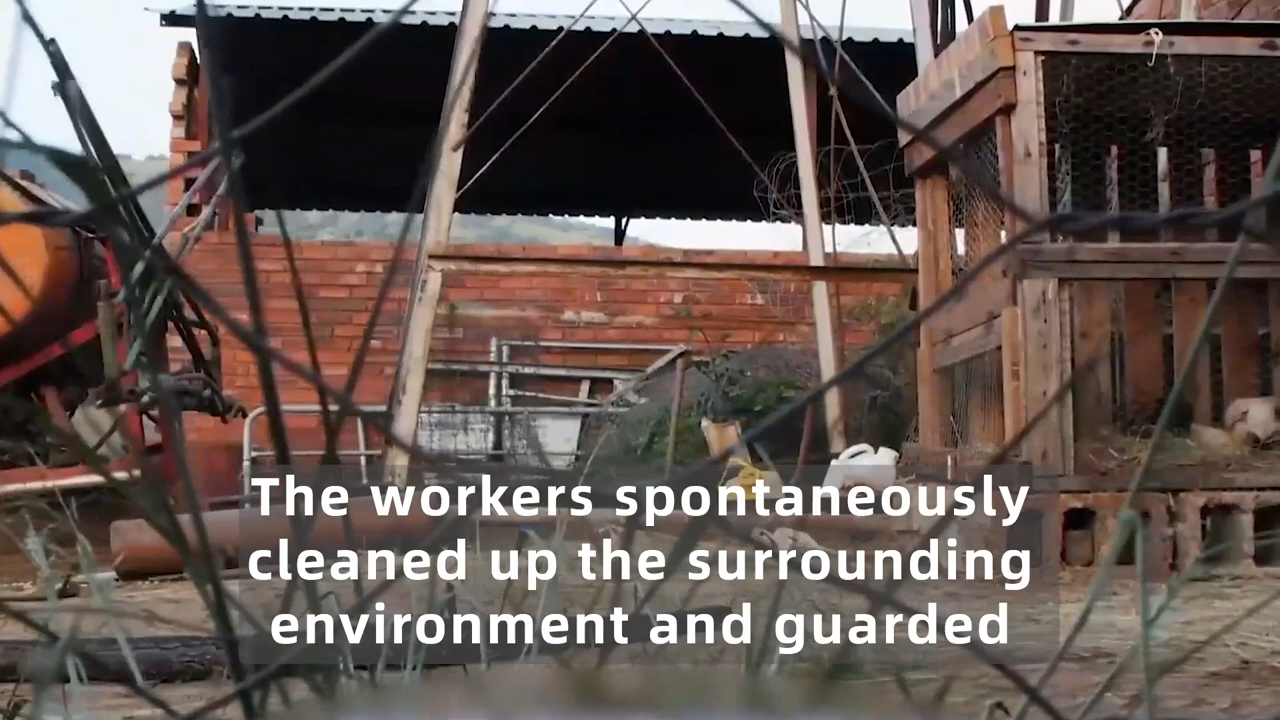 The workers spontaneously
cleaned up the surrounding
environment and guarded